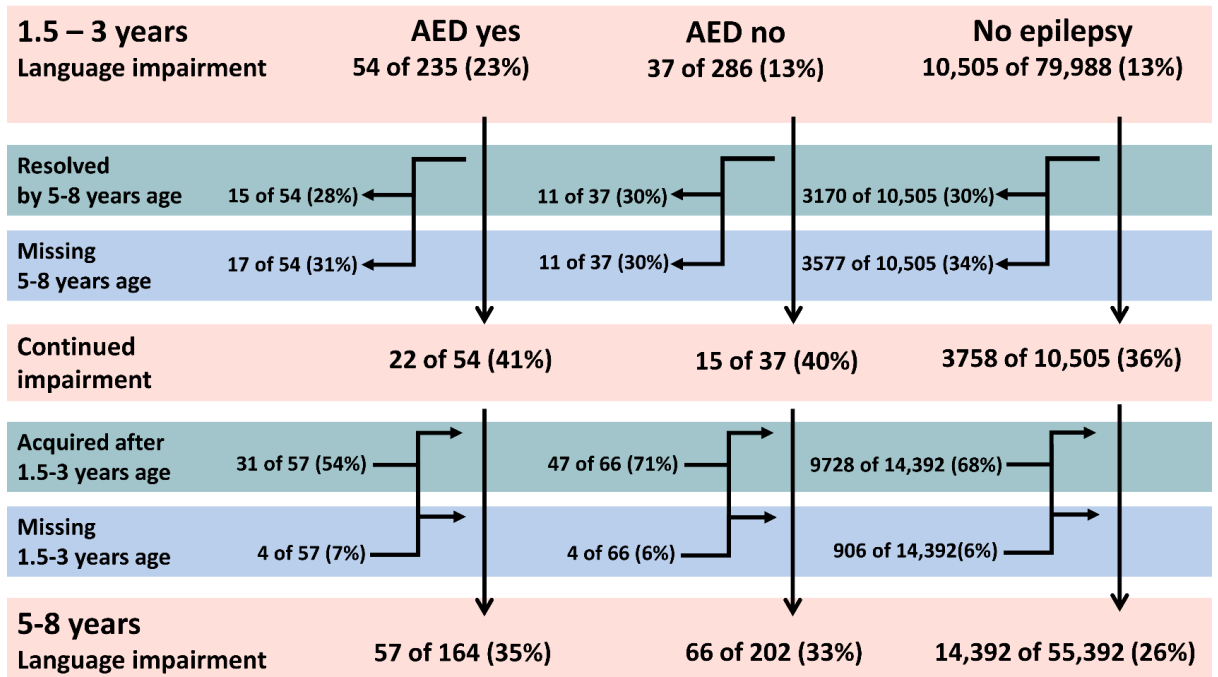 1.5 – 3 years AED yes AED no No epilepsy
Language impairment 54 of 235 (23%) 37 of 286 (13%) 10,505 of 79,988 (13%)
Resolved
by 5-8 years age 15 of 54 (28%) 11 of 37 (30%) 3170 of 10,505 (30%)
Missing
5-8 years age 17 of 54 (31%) 11 of 37 (30%) 3577 of 10,505 (34%)
Continued
impairment 22 of 54 (41%) 15 of 37 (40%) 3758 of 10,505 (36%)
Acquired after
1.5-3 years age 31 of 57 (54%) 47 of 66 (71%) 9728 of 14,392 (68%)
Missing
1.5-3 years age 4 of 57 (7%) 4 of 66 (6%) 906 of 14,392(6%)
5-8 years
Language impairment 57 of 164 (35%) 66 of 202 (33%) 14,392 of 55,392 (26%)